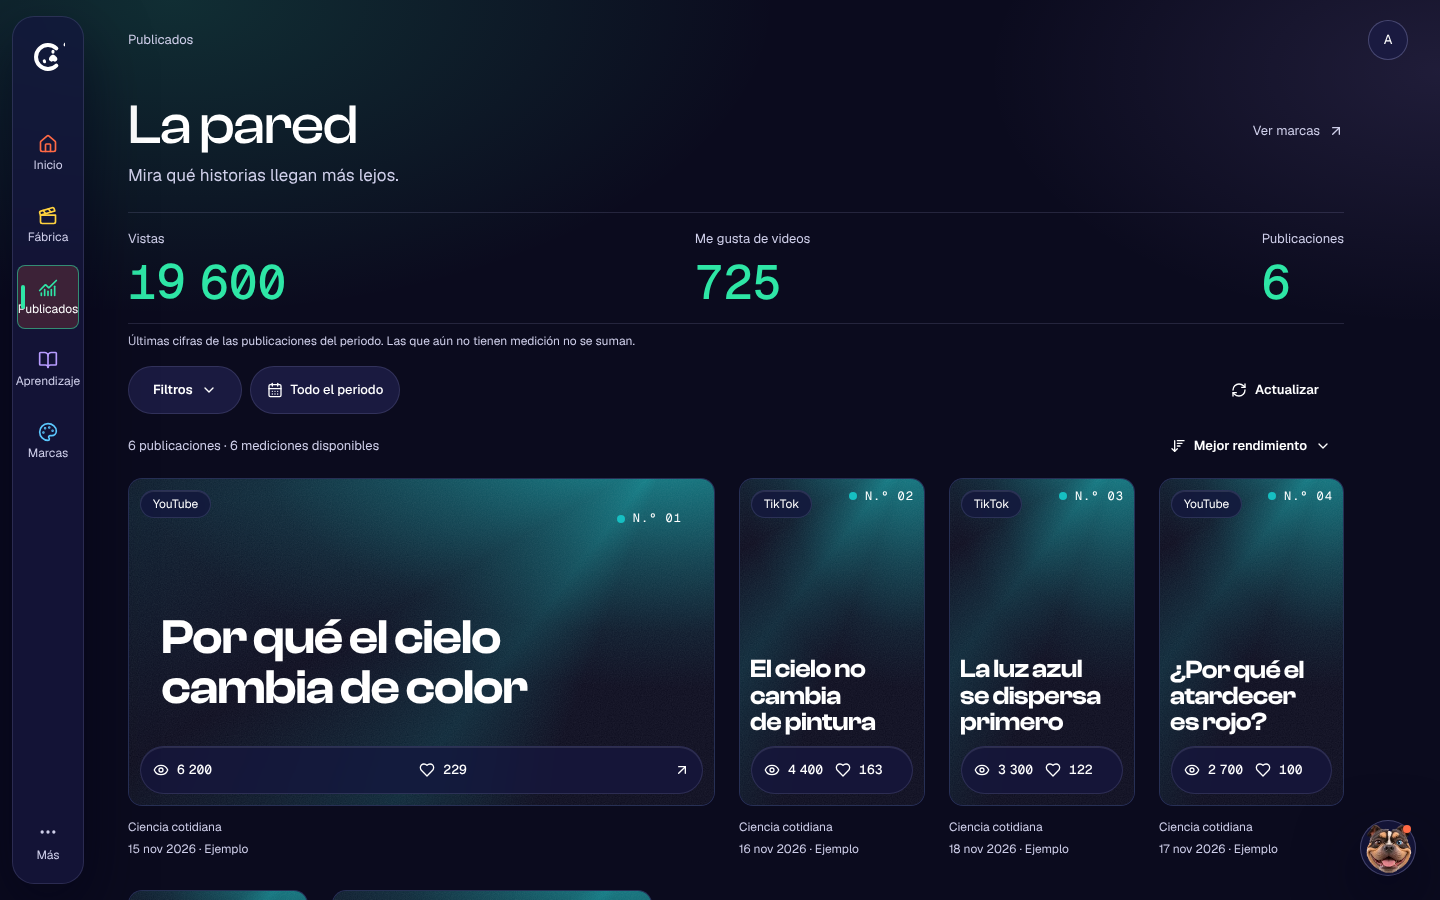 Publicados
A
Inicio
Fábrica
Publicados
Aprendizaje
Marcas
Más
La pared
Ver marcas
Mira qué historias llegan más lejos.
Vistas
19 600
Me gusta de videos
725
Publicaciones
6
Últimas cifras de las publicaciones del periodo. Las que aún no tienen medición no se suman.
Filtros
Todo el periodo
Actualizar
6 publicaciones · 6 mediciones disponibles
Mejor rendimiento
YouTube
N.º 01
Por qué el cielo
cambia de color
6 200
229
Ciencia cotidiana
15 nov 2026 · Ejemplo
TikTok
N.º 02
El cielo no
cambia
de pintura
4 400
163
Ciencia cotidiana
16 nov 2026 · Ejemplo
TikTok
N.º 03
La luz azul
se dispersa
primero
3 300
122
Ciencia cotidiana
18 nov 2026 · Ejemplo
YouTube
N.º 04
¿Por qué el
atardecer
es rojo?
2 700
100
Ciencia cotidiana
17 nov 2026 · Ejemplo